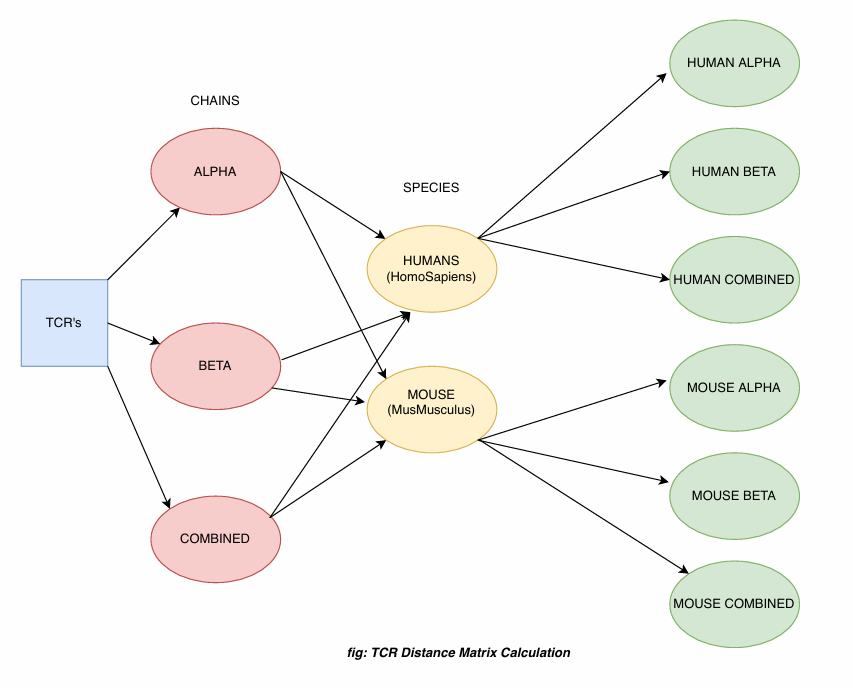 HUMAN ALPHA
CHAINS
ALPHA
HUMAN BETA
SPECIES
HUMANS
(HomoSapiens)
HUMAN COMBINED
TCR's
BETA
MOUSE
(MusMusculus)
MOUSE ALPHA
MOUSE BETA
COMBINED
MOUSE COMBINED
fig: TCR Distance Matrix Calculation